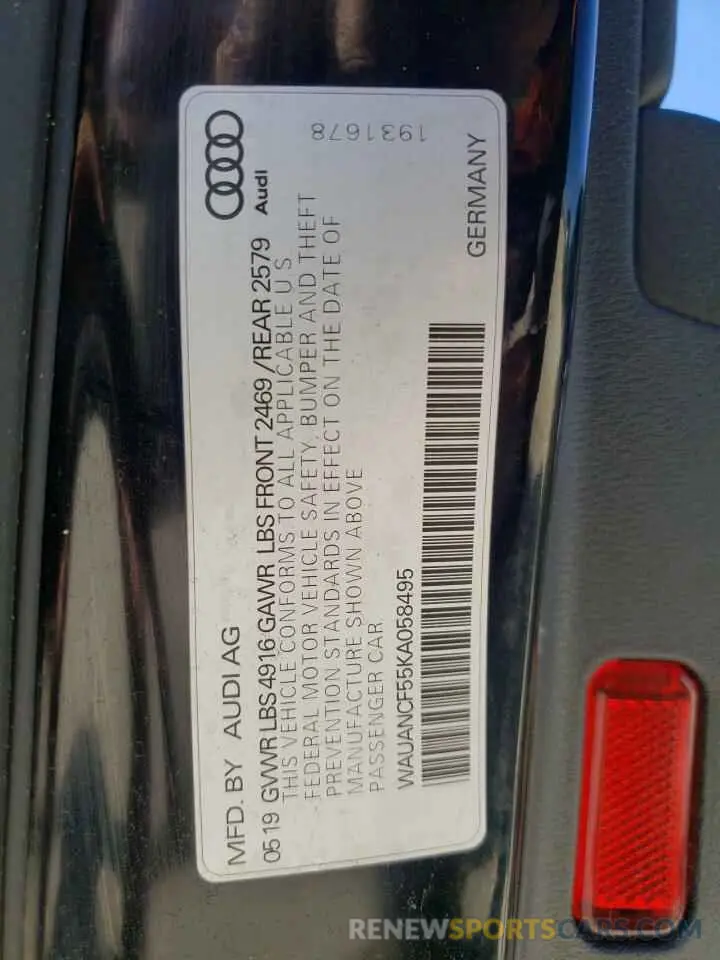 MFD. BY AUDI AG
0519 GVWR LBS 4916 GAWR LBS FRONT 2469 /REAR 2579
THIS VEHICLE CONFORMS TO ALL APPLICABLE U S
FEDERAL MOTOR VEHICLE SAFETY, BUMPER AND THEFT
PREVENTION STANDARDS IN EFFECT ON THE DATE OF
MANUFACTURE SHOWN ABOVE
PASSENGER CAR
WAUANCF55KA058495
Audi
1931678
GERMANY
RENEWSPORTSCARS.COM